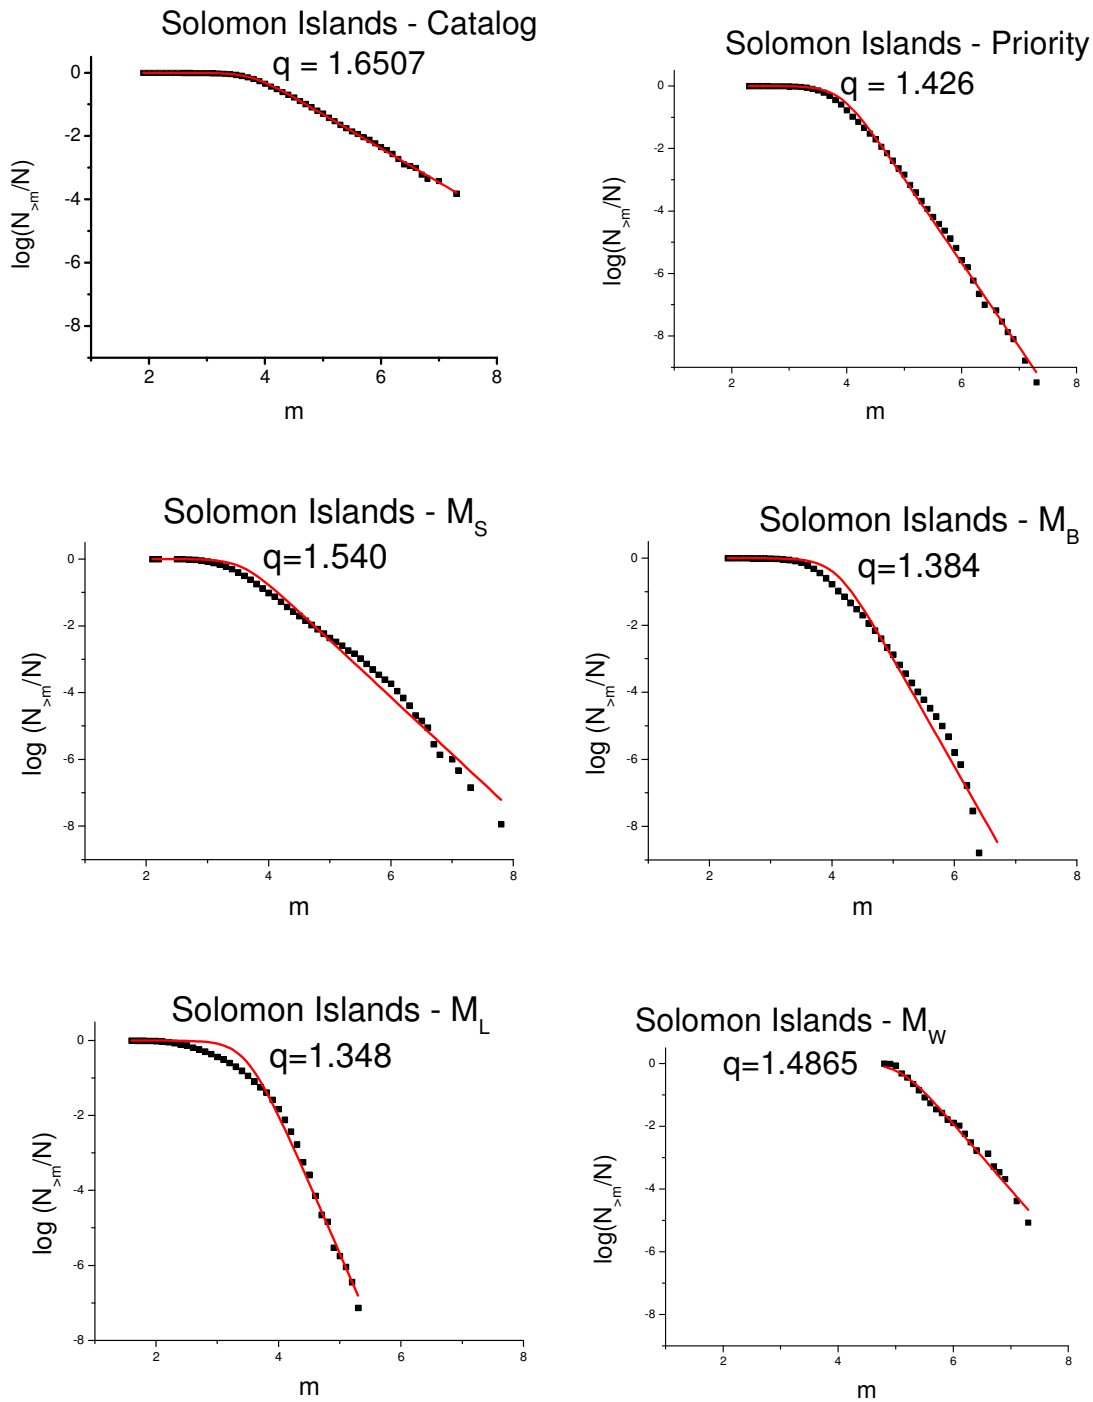 Solomon Islands - Catalog
q = 1.6507
0
-2
-4
-6
-8
2 4 6 8
log(N>m/N)
m
Solomon Islands - Priority
q = 1.426
0
-2
-4
-6
-8
2 4 6 8
log(N>m/N)
m
Solomon Islands - MS
q=1.540
0
-2
-4
-6
-8
2 4 6 8
log (N>m/N)
m
Solomon Islands - MB
q=1.384
0
-2
-4
-6
-8
2 4 6 8
log (N>m/N)
m
Solomon Islands - ML
q=1.348
0
-2
-4
-6
-8
2 4 6 8
log (N>m/N)
m
Solomon Islands - MW
q=1.4865
0
-2
-4
-6
-8
2 4 6 8
log(N>m/N)
m